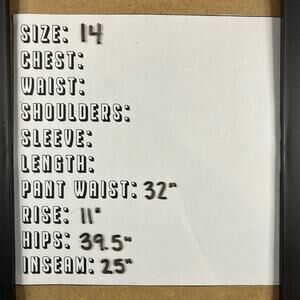 SIZE: 14
CHEST:
WAIST:
SHOULDERS:
SLEEVE:
LENGTH:
PANT WAIST: 32"
RISE: 11"
HIPS: 39.5"
INSEAM: 25"